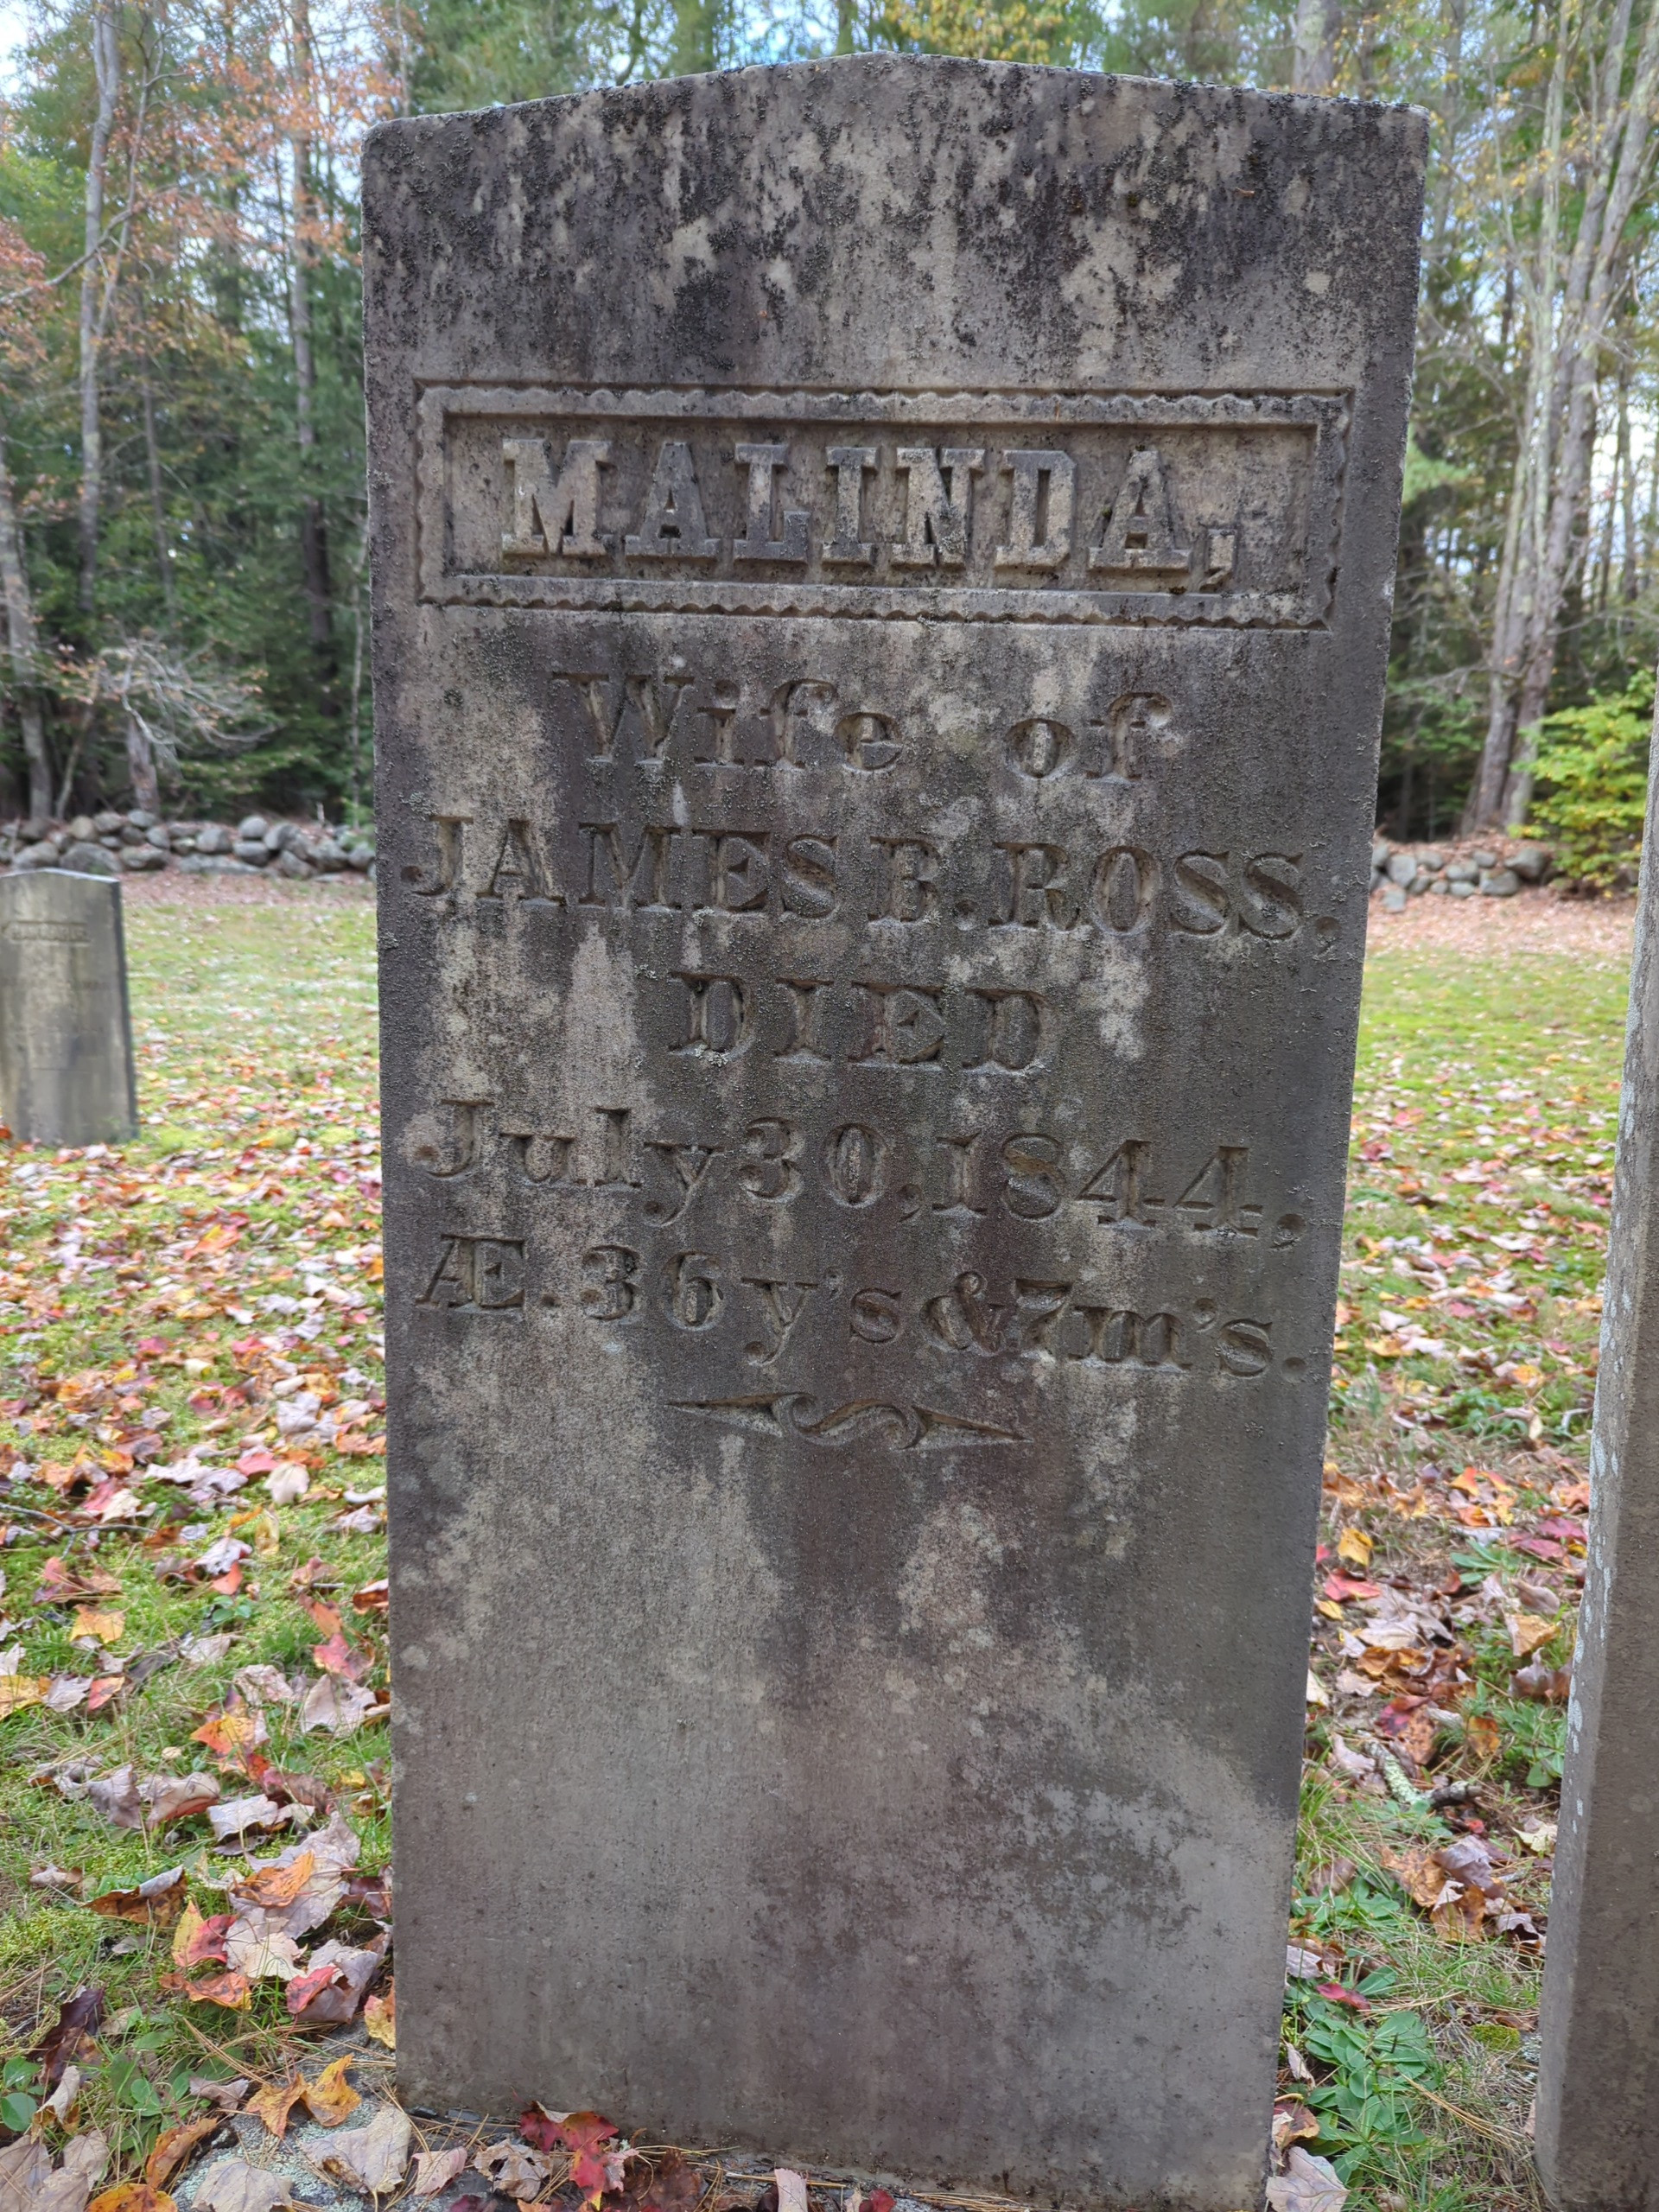 MALINDA,
Wife of
JAMES B. ROSS,
DIED
July 30, 1844,
Æ. 36 y's & 7 m's.